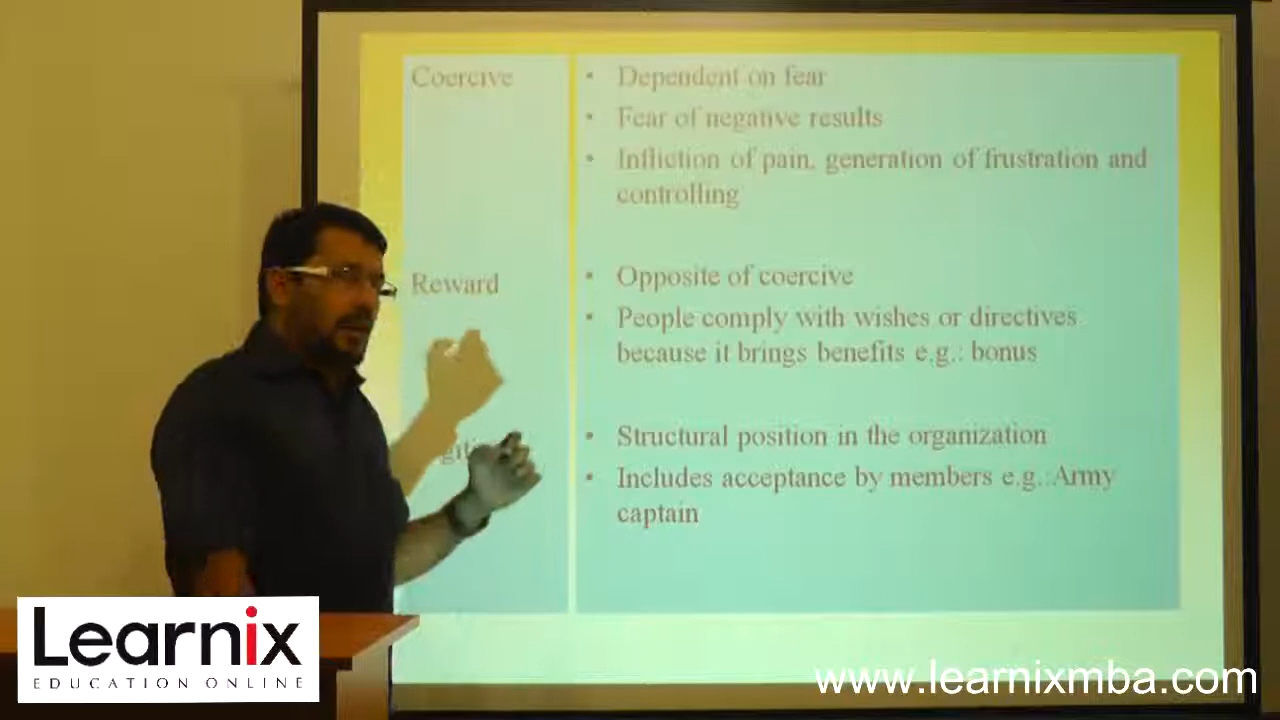 Coercive
• Dependent on fear
• Fear of negative results
• Infliction of pain, generation of frustration and
controlling
Reward
• Opposite of coercive
• People comply with wishes or directives
because it brings benefits e.g.: bonus
• Structural position in the organization
• Includes acceptance by members e.g.:Army
captain
Learnix
EDUCATION ONLINE
www.learnixmba.com